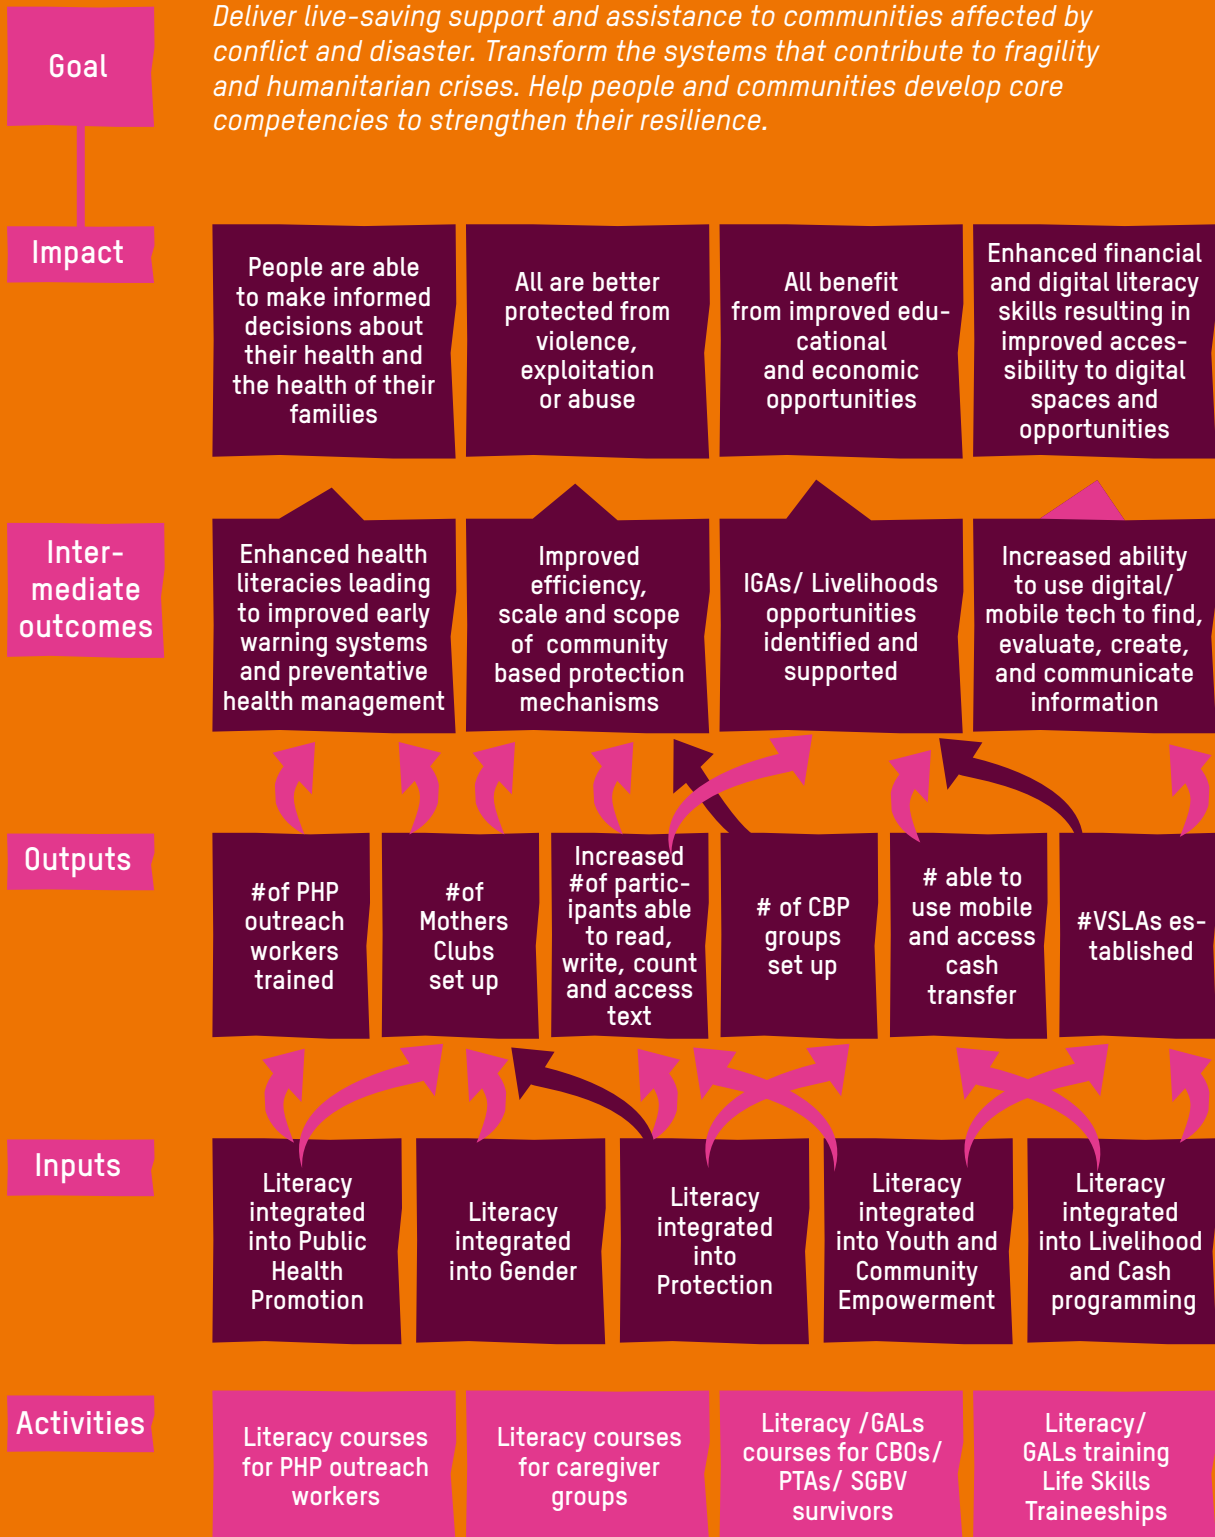 Goal
Deliver live-saving support and assistance to communities affected by
conflict and disaster. Transform the systems that contribute to fragility
and humanitarian crises. Help people and communities develop core
competencies to strengthen their resilience.
Impact
People are able
to make informed
decisions about
their health and
the health of their
families
All are better
protected from
violence,
exploitation
or abuse
All benefit
from improved edu-
cational
and economic
opportunities
Enhanced financial
and digital literacy
skills resulting in
improved acces-
sibility to digital
spaces and
opportunities
Inter-
mediate
outcomes
Enhanced health
literacies leading
to improved early
warning systems
and preventative
health management
Improved
efficiency,
scale and scope
of community
based protection
mechanisms
IGAs/ Livelihoods
opportunities
identified and
supported
Increased ability
to use digital/
mobile tech to find,
evaluate, create,
and communicate
information
Outputs
#of PHP
outreach
workers
trained
#of
Mothers
Clubs
set up
Increased
#of partic-
ipants able
to read,
write, count
and access
text
# of CBP
groups
set up
# able to
use mobile
and access
cash
transfer
#VSLAs es-
tablished
Inputs
Literacy
integrated
into Public
Health
Promotion
Literacy
integrated
into Gender
Literacy
integrated
into
Protection
Literacy
integrated
into Youth and
Community
Empowerment
Literacy
integrated
into Livelihood
and Cash
programming
Activities
Literacy courses
for PHP outreach
workers
Literacy courses
for caregiver
groups
Literacy /GALs
courses for CBOs/
PTAs/ SGBV
survivors
Literacy/
GALs training
Life Skills
Traineeships